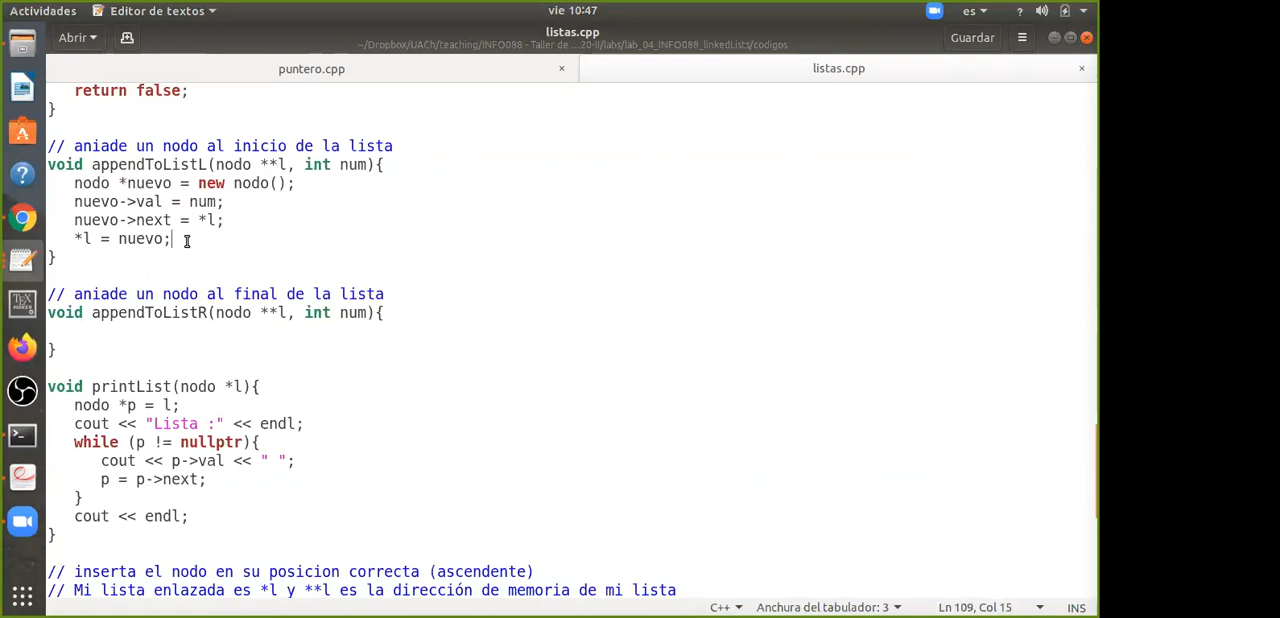 Actividades
Editor de textos
vie 10:47
es
Abrir
listas.cpp
~/Dropbox/UACh/teaching/INFO088 - Taller de ...20-II/labs/lab_04_INFO088_linkedLists/codigos
Guardar
puntero.cpp
×
listas.cpp
×
return false;
}
// aniade un nodo al inicio de la lista
void appendToListL(nodo **l, int num){
nodo *nuevo = new nodo();
nuevo->val = num;
nuevo->next = *l;
*l = nuevo;
}
// aniade un nodo al final de la lista
void appendToListR(nodo **l, int num){
}
void printList(nodo *l){
nodo *p = l;
cout << "Lista :" << endl;
while (p != nullptr){
cout << p->val << " ";
p = p->next;
}
cout << endl;
}
// inserta el nodo en su posicion correcta (ascendente)
// Mi lista enlazada es *l y **l es la dirección de memoria de mi lista
C++
Anchura del tabulador: 3
Ln 109, Col 15
INS